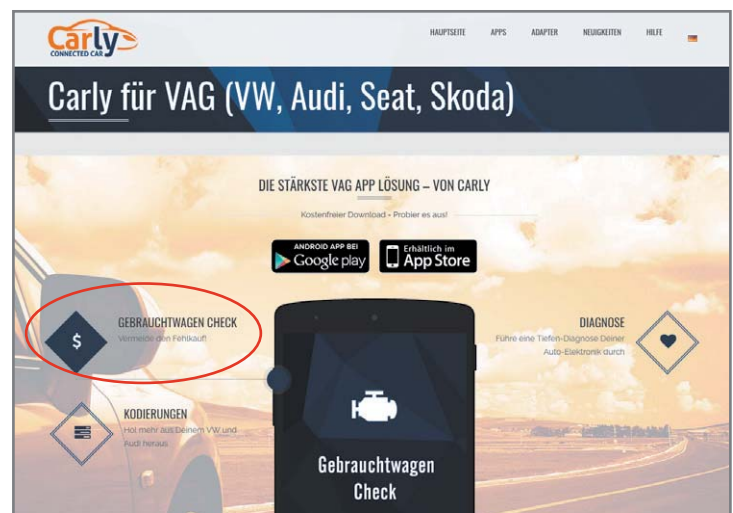 Carly
CONNECTED CAR
HAUPTSEITE APPS ADAPTER NEUIGKEITEN HILFE
Carly für VAG (VW, Audi, Seat, Skoda)
DIE STÄRKSTE VAG APP LÖSUNG – VON CARLY
Kostenfreier Download - Probier es aus!
ANDROID APP BEI
Google play
Erhältlich im
App Store
GEBRAUCHTWAGEN CHECK
Vermeide den Fehlkauf!
$
DIAGNOSE
Führe eine Tiefen-Diagnose Deiner
Auto-Elektronik durch
KODIERUNGEN
Hol mehr aus Deinem VW und
Audi heraus
Gebrauchtwagen
Check